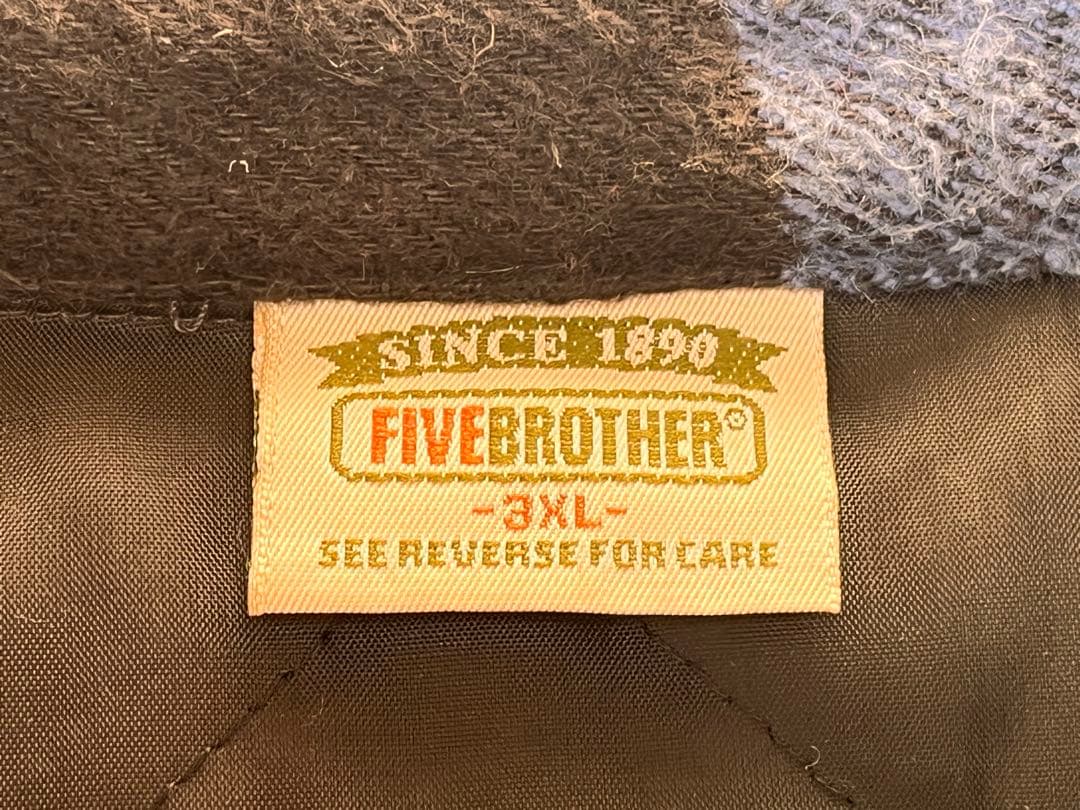 SINCE 1890
FIVEBROTHER®
-3XL-
SEE REVERSE FOR CARE